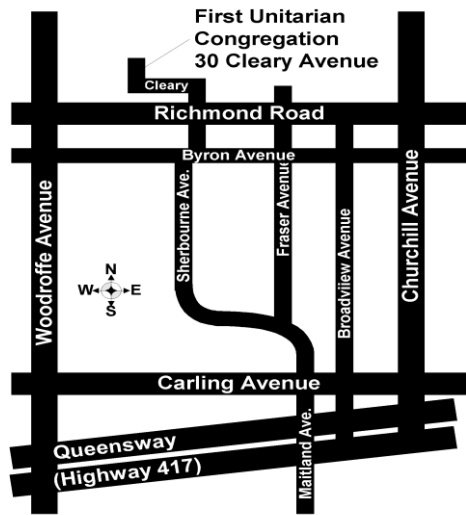 First Unitarian
Congregation
30 Cleary Avenue
Cleary
Richmond Road
Byron Avenue
Woodroffe Avenue
Sherbourne Ave.
Fraser Avenue
Broadviiew Avenue
Churchill Avenue
N
W E
S
Carling Avenue
Maitland Ave.
Queensway
(Highway 417)